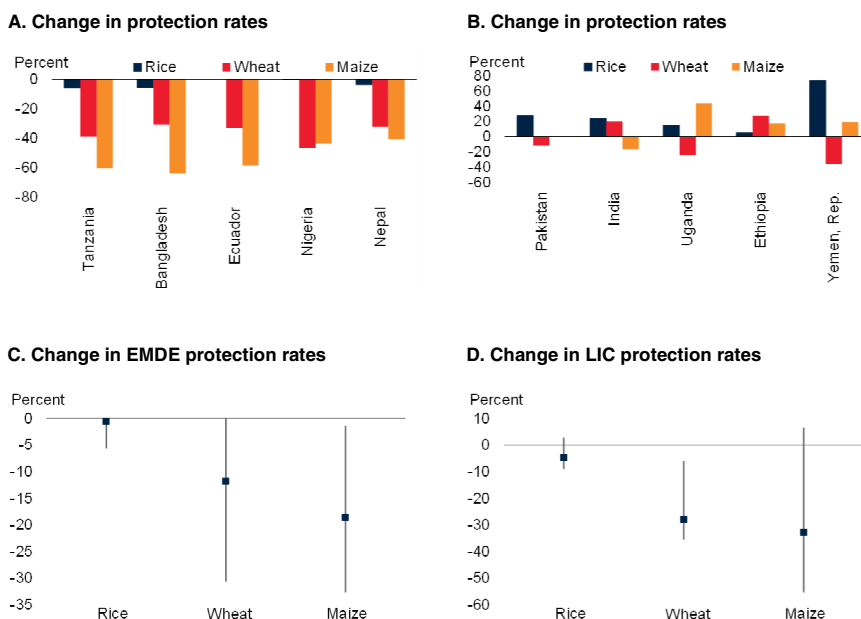 A. Change in protection rates
Percent
Rice Wheat Maize
0
-20
-40
-60
-80
Tanzania
Bangladesh
Ecuador
Nigeria
Nepal
B. Change in protection rates
Percent
Rice Wheat Maize
80
60
40
20
0
-20
-40
-60
Pakistan
India
Uganda
Ethiopia
Yemen, Rep.
C. Change in EMDE protection rates
Percent
0
-5
-10
-15
-20
-25
-30
-35
Rice Wheat Maize
D. Change in LIC protection rates
Percent
10
0
-10
-20
-30
-40
-50
-60
Rice Wheat Maize